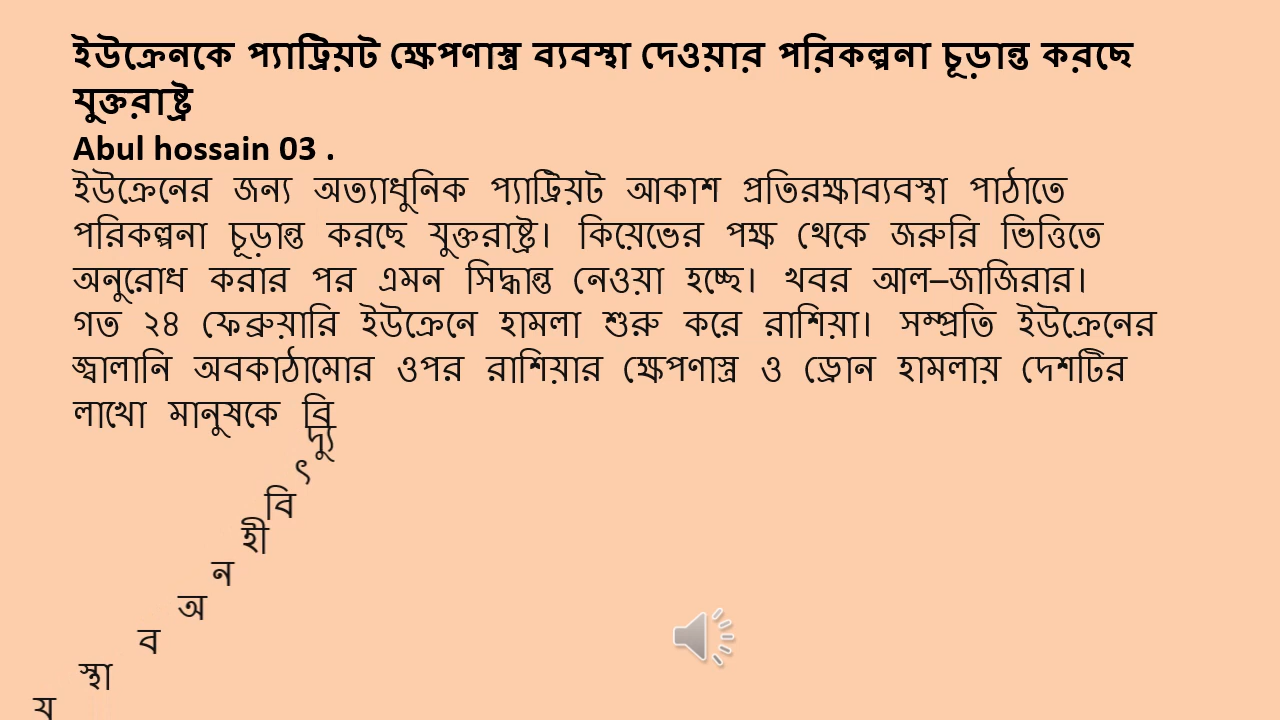 ইউক্রেনকে প্যাট্রিয়ট ক্ষেপণাস্ত্র ব্যবস্থা দেওয়ার পরিকল্পনা চূড়ান্ত করছে
যুক্তরাষ্ট্র
Abul hossain 03 .
ইউক্রেনের জন্য অত্যাধুনিক প্যাট্রিয়ট আকাশ প্রতিরক্ষাব্যবস্থা পাঠাতে
পরিকল্পনা চূড়ান্ত করছে যুক্তরাষ্ট্র। কিয়েভের পক্ষ থেকে জরুরি ভিত্তিতে
অনুরোধ করার পর এমন সিদ্ধান্ত নেওয়া হচ্ছে। খবর আল–জাজিরার।
গত ২৪ ফেব্রুয়ারি ইউক্রেনে হামলা শুরু করে রাশিয়া। সম্প্রতি ইউক্রেনের
জ্বালানি অবকাঠামোর ওপর রাশিয়ার ক্ষেপণাস্ত্র ও ড্রোন হামলায় দেশটির
লাখো মানুষকে বি
দ্যু
ৎ
বি
হী
ন
অ
ব
স্থা
য